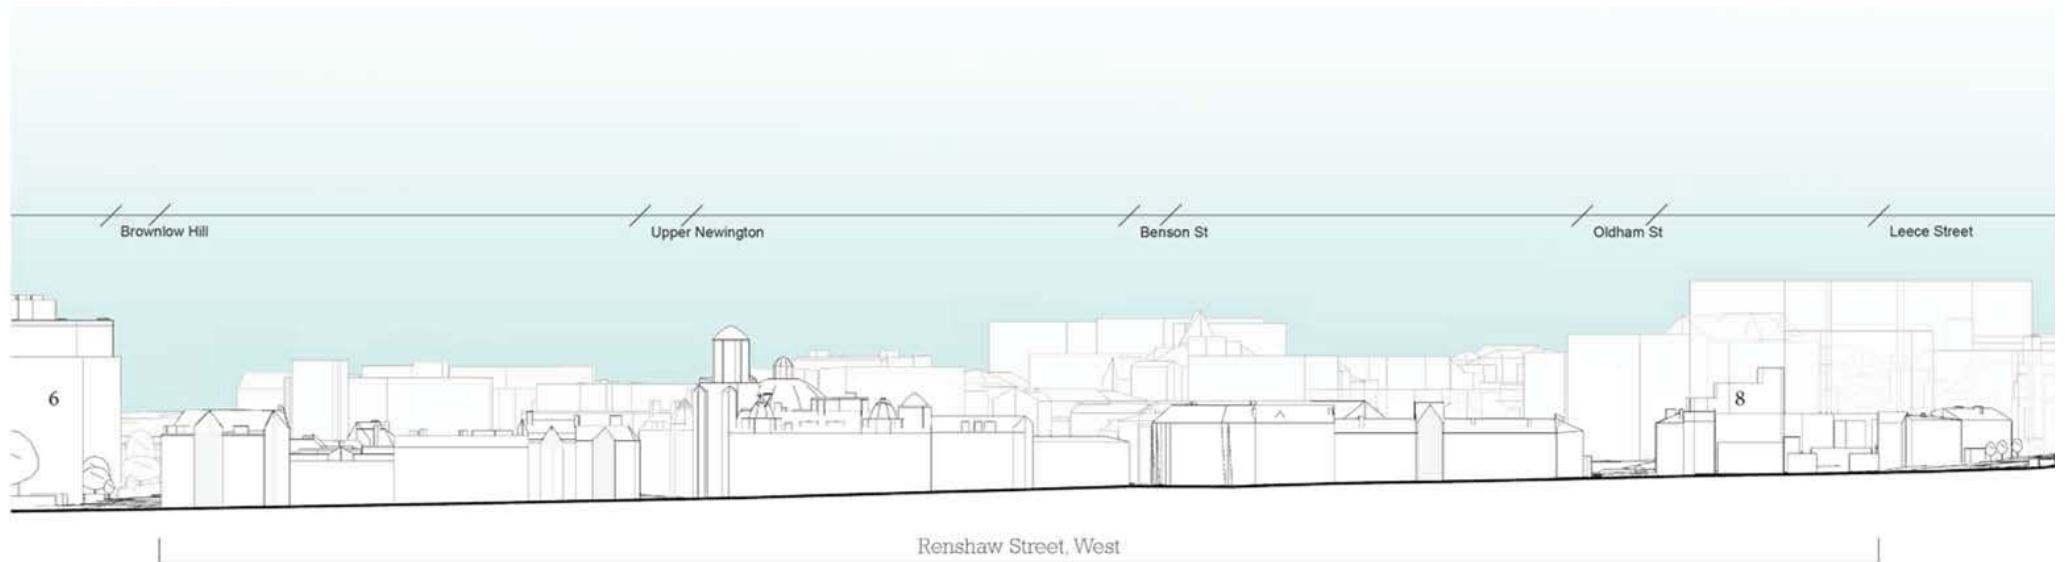 Brownlow Hill
Upper Newington
Benson St
Oldham St
Leece Street
6
8
Renshaw Street, West